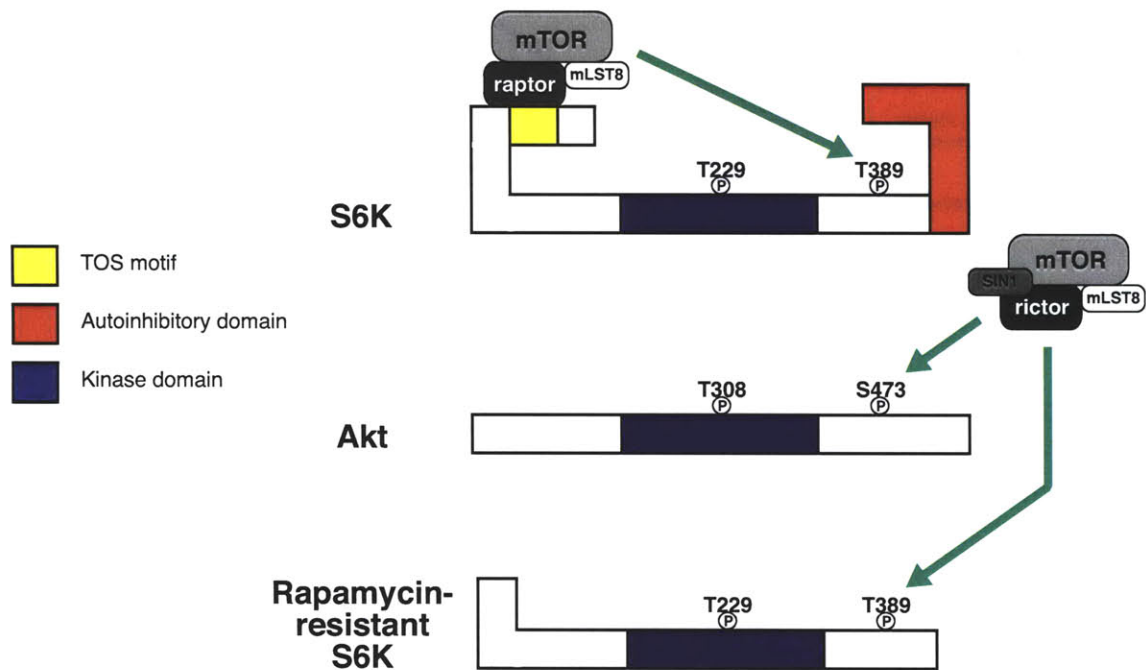 mTOR
raptor
mLST8
T229
P
T389
P
S6K
TOS motif
Autoinhibitory domain
Kinase domain
mTOR
SIN1
rictor
mLST8
T308
P
S473
P
Akt
Rapamycin-
resistant
S6K
T229
P
T389
P